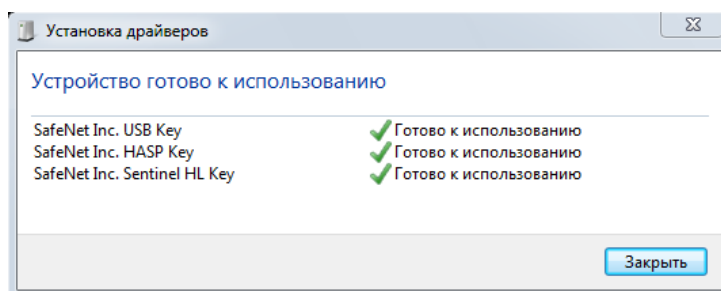 Установка драйверов
Устройство готово к использованию
SafeNet Inc. USB Key Готово к использованию
SafeNet Inc. HASP Key Готово к использованию
SafeNet Inc. Sentinel HL Key Готово к использованию
Закрыть